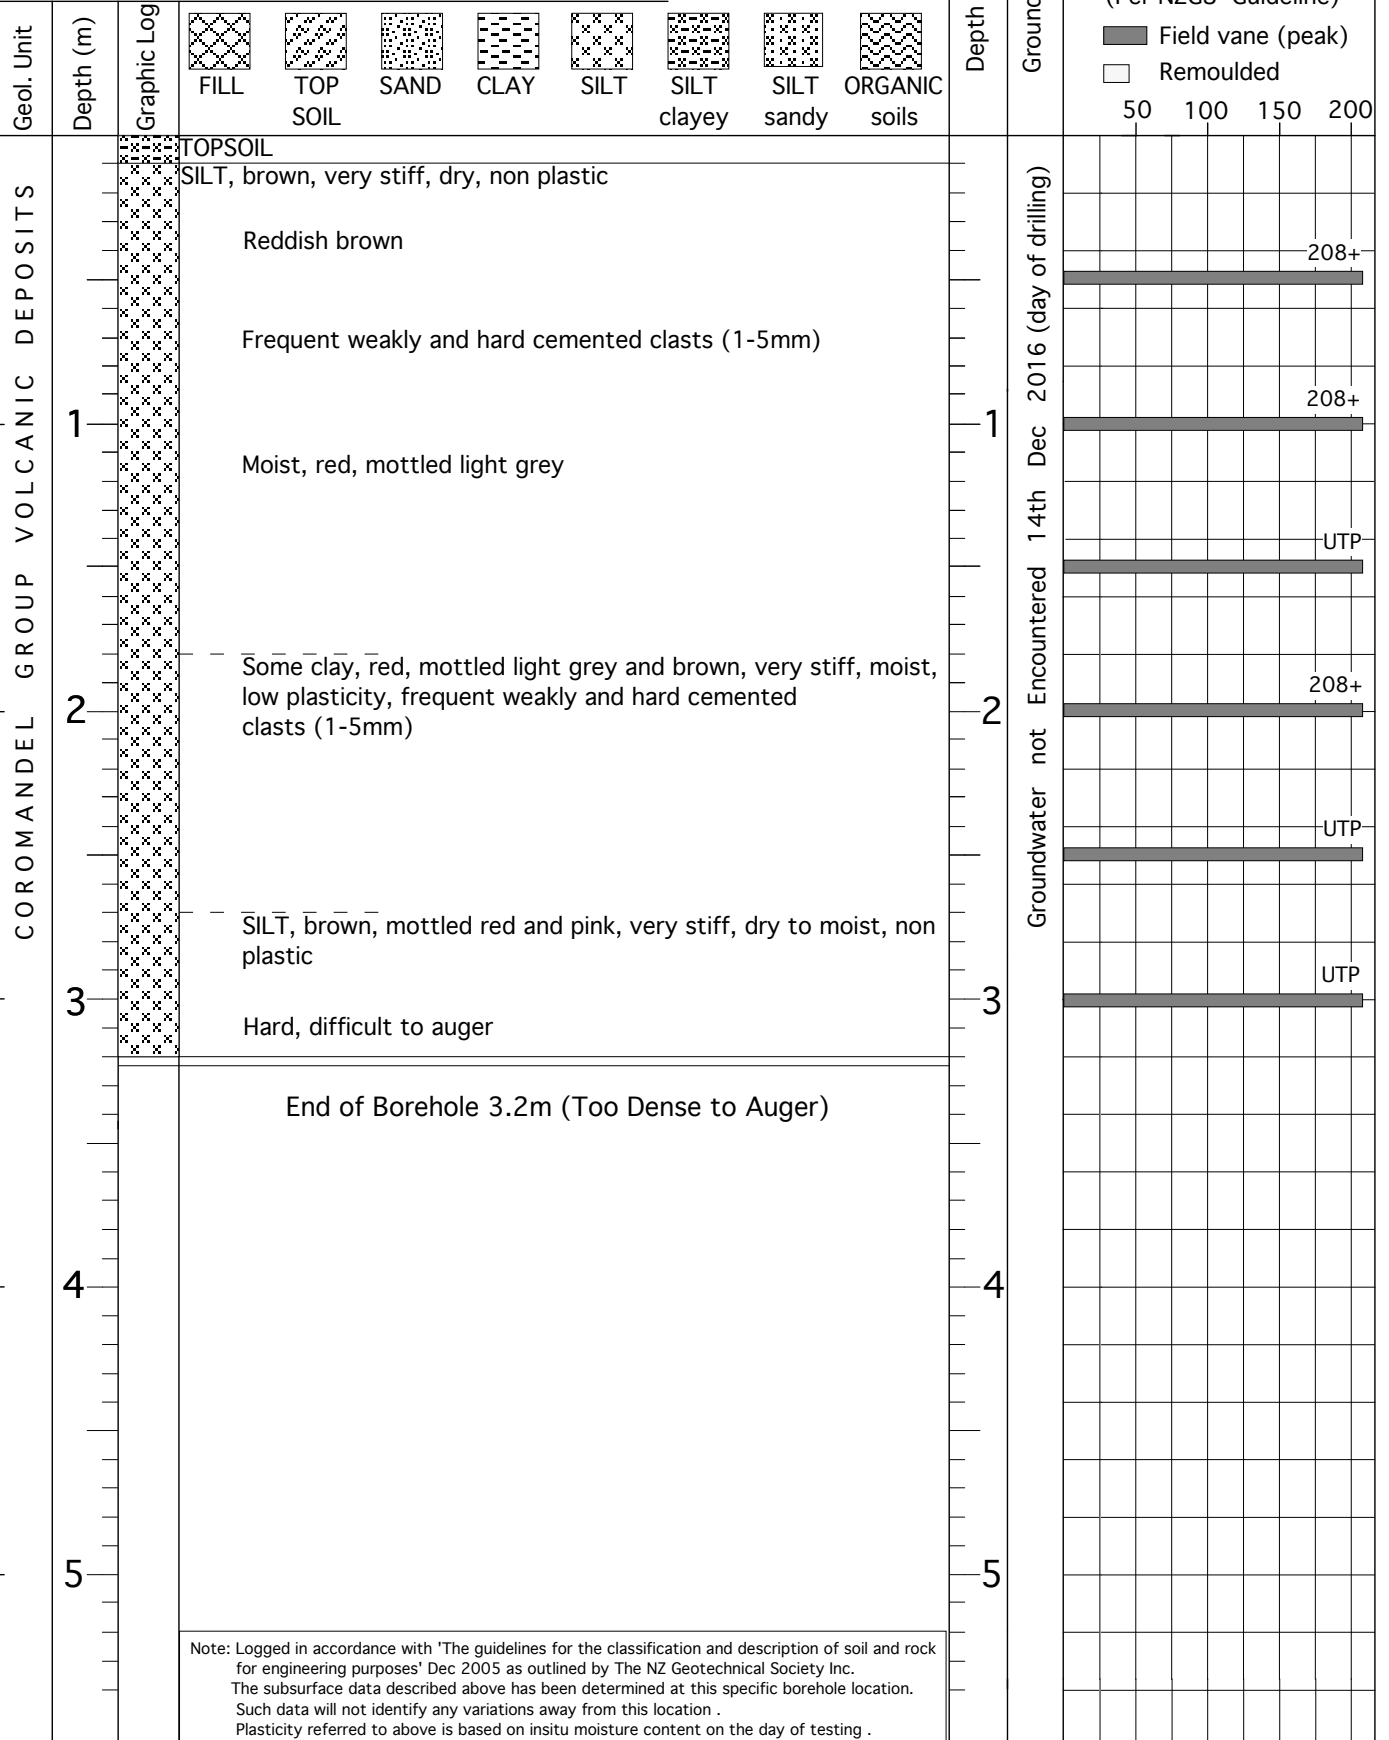 (Per NZGS Guideline)
Field vane (peak)
Remoulded
50 100 150 200
Geol. Unit
Depth (m)
Graphic Log
FILL
TOP
SOIL
SAND
CLAY
SILT
SILT
clayey
SILT
sandy
ORGANIC
soils
Depth
COROMANDEL GROUP VOLCANIC DEPOSITS
TOPSOIL
SILT, brown, very stiff, dry, non plastic
Reddish brown
208+
Frequent weakly and hard cemented clasts (1-5mm)
208+
1
1
Moist, red, mottled light grey
UTP
Some clay, red, mottled light grey and brown, very stiff, moist,
low plasticity, frequent weakly and hard cemented
clasts (1-5mm)
208+
2
2
UTP
SILT, brown, mottled red and pink, very stiff, dry to moist, non
plastic
UTP
3
3
Hard, difficult to auger
Groundwater not Encountered 14th Dec 2016 (day of drilling)
End of Borehole 3.2m (Too Dense to Auger)
4
4
5
5
Note: Logged in accordance with 'The guidelines for the classification and description of soil and rock
for engineering purposes' Dec 2005 as outlined by The NZ Geotechnical Society Inc.
The subsurface data described above has been determined at this specific borehole location.
Such data will not identify any variations away from this location .
Plasticity referred to above is based on insitu moisture content on the day of testing .